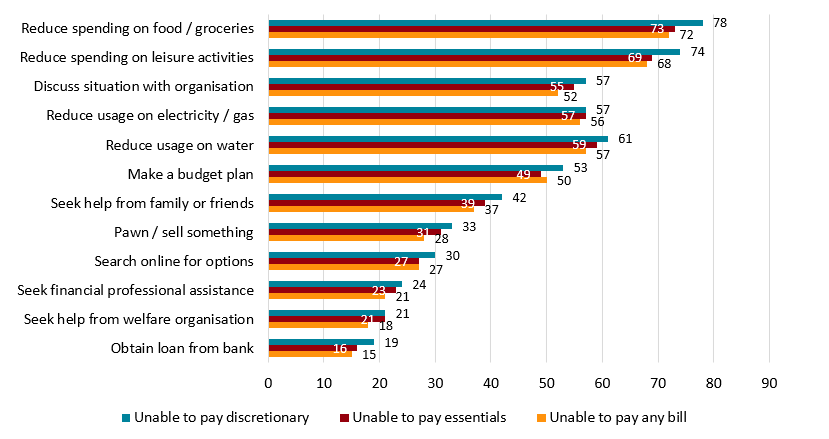 Reduce spending on food / groceries 78 73 72
Reduce spending on leisure activities 74 69 68
Discuss situation with organisation 57 55 52
Reduce usage on electricity / gas 57 57 56
Reduce usage on water 61 59 57
Make a budget plan 53 49 50
Seek help from family or friends 42 39 37
Pawn / sell something 33 31 28
Search online for options 30 27 27
Seek financial professional assistance 24 23 21
Seek help from welfare organisation 21 21 18
Obtain loan from bank 19 16 15
0 10 20 30 40 50 60 70 80 90
Unable to pay discretionary Unable to pay essentials Unable to pay any bill